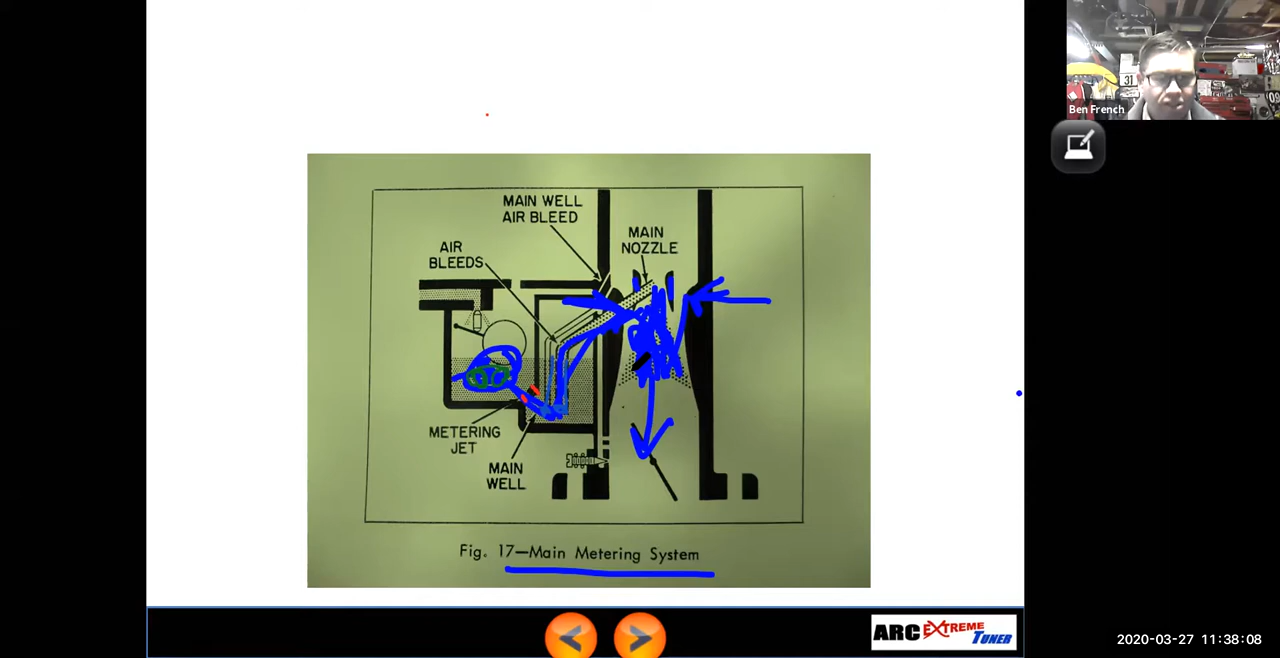 Ben French
31
09
MAIN WELL
AIR BLEED
MAIN
NOZZLE
AIR
BLEEDS
METERING
JET
MAIN
WELL
Fig. 17—Main Metering System
ARC EXTREME
TUNER
2020-03-27 11:38:08